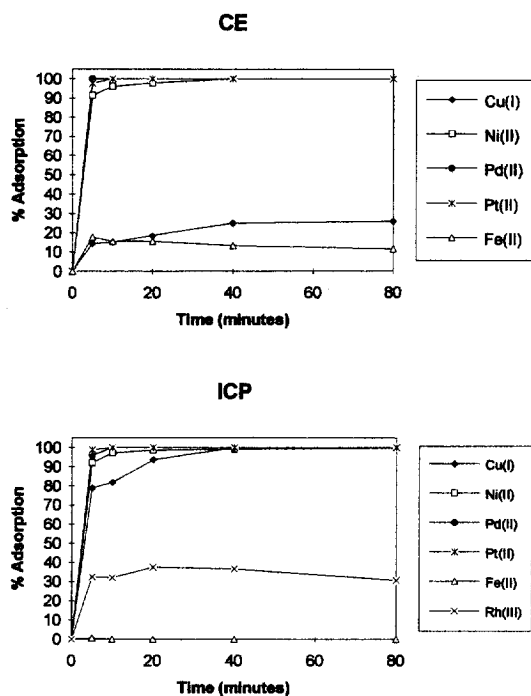 CE
100
90
80
70
60
50
40
30
20
10
0
% Adsorption
0 20 40 60 80
Time (minutes)
Cu(I)
Ni(II)
Pd(II)
Pt(II)
Fe(II)
ICP
100
90
80
70
60
50
40
30
20
10
0
% Adsorption
0 20 40 60 80
Time (minutes)
Cu(I)
Ni(II)
Pd(II)
Pt(II)
Fe(II)
Rh(III)